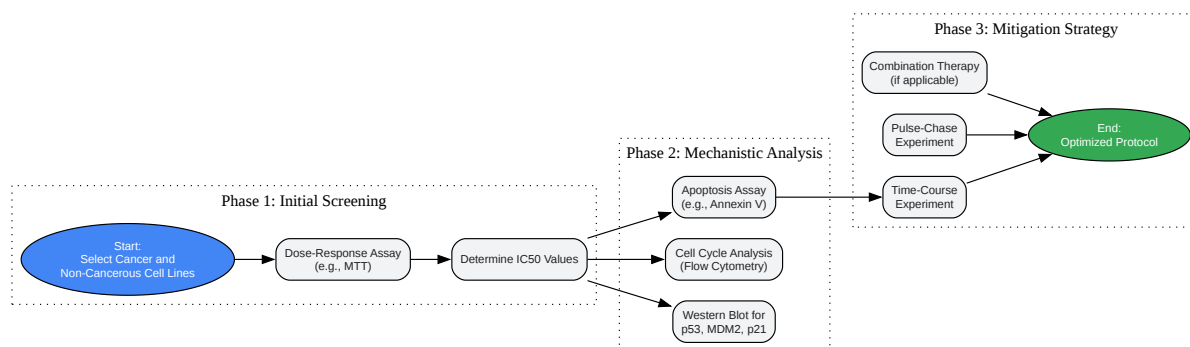 Phase 1: Initial Screening
Start:
Select Cancer and
Non-Cancerous Cell Lines
Dose-Response Assay
(e.g., MTT)
Determine IC50 Values
Phase 2: Mechanistic Analysis
Apoptosis Assay
(e.g., Annexin V)
Cell Cycle Analysis
(Flow Cytometry)
Western Blot for
p53, MDM2, p21
Phase 3: Mitigation Strategy
Combination Therapy
(if applicable)
Pulse-Chase
Experiment
Time-Course
Experiment
End:
Optimized Protocol